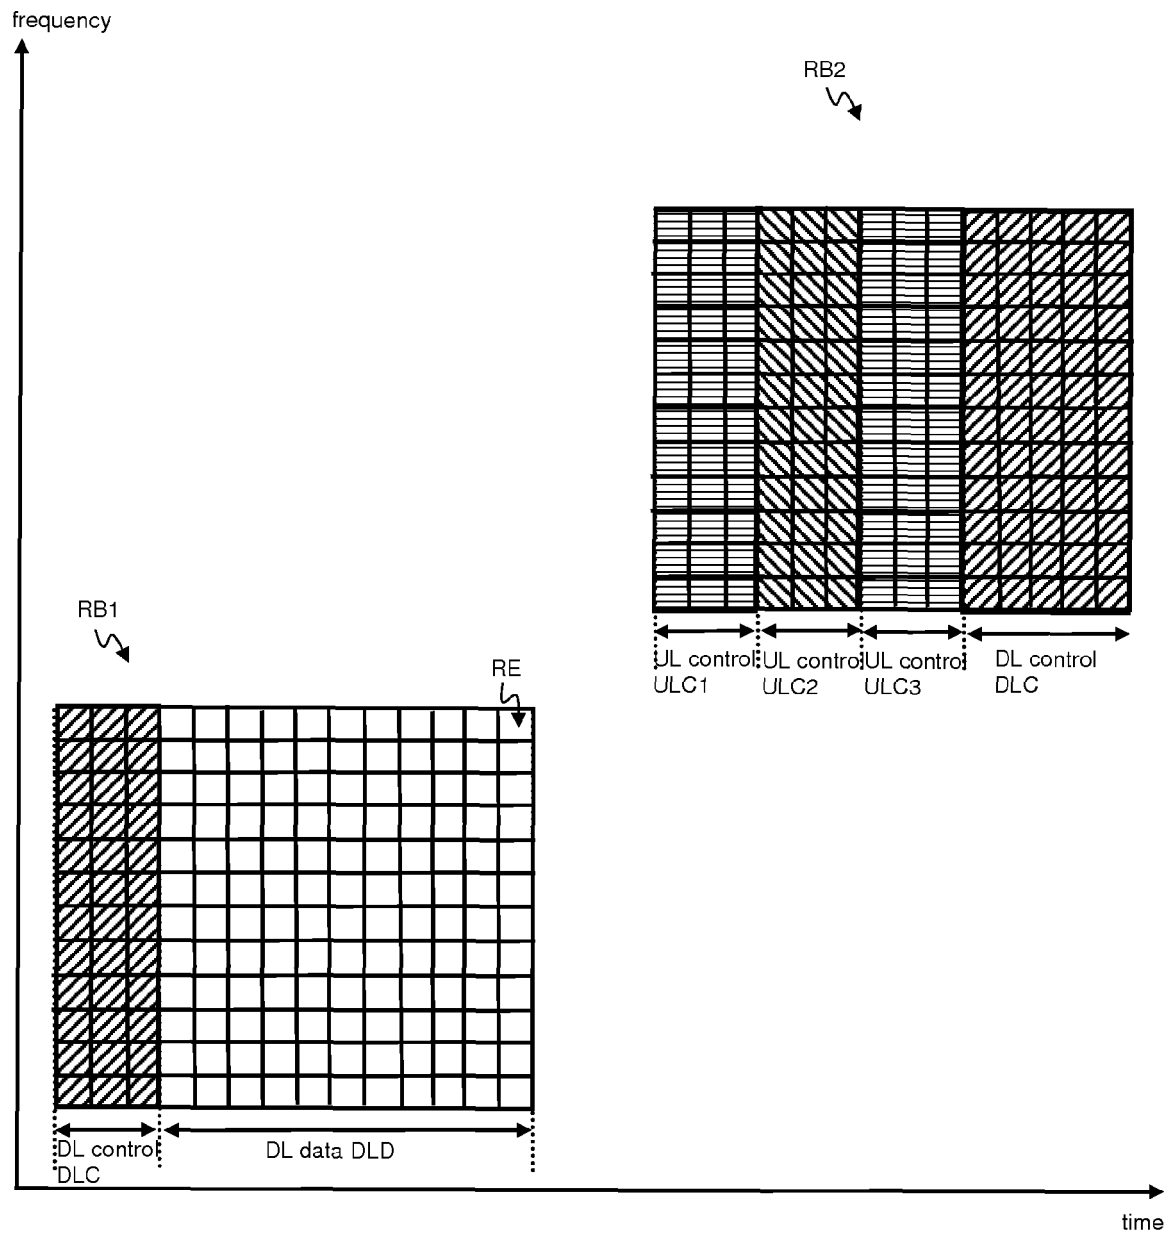 frequency
RB2
UL control
ULC1
UL control
ULC2
UL control
ULC3
DL control
DLC
RB1
RE
DL control
DLC
DL data DLD
time